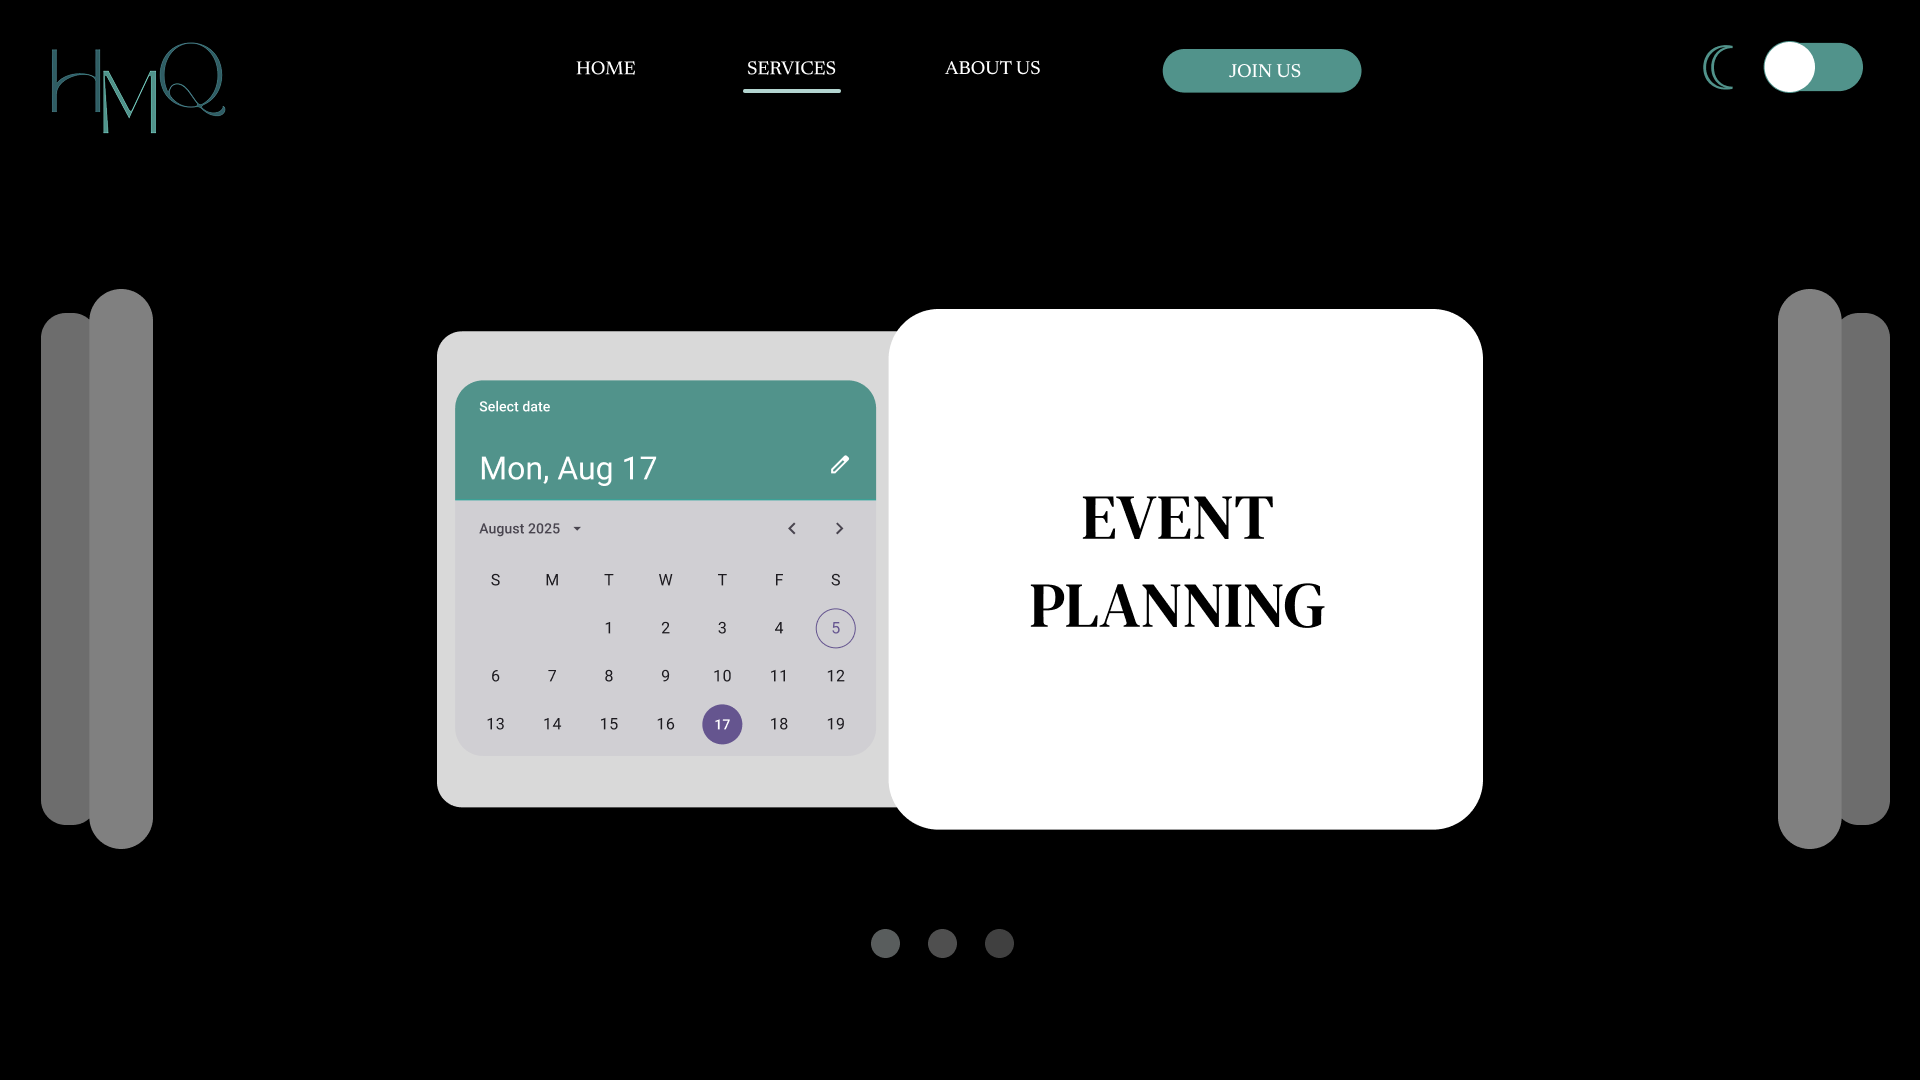 HMQ
HOME SERVICES ABOUT US JOIN US
Select date
Mon, Aug 17
August 2025
S M T W T F S
1 2 3 4 5
6 7 8 9 10 11 12
13 14 15 16 17 18 19
EVENT
PLANNING